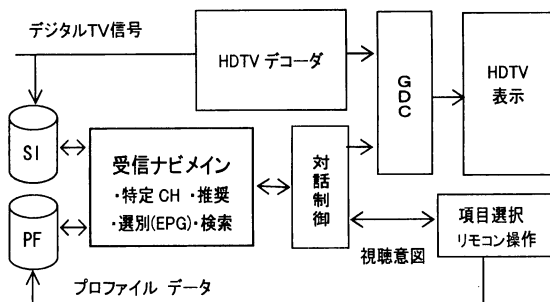 デジタルTV信号
HDTV デコーダ
GDC
HDTV
表示
SI
受信ナビメイン
・特定 CH ・推奨
・選別(EPG)・検索
対話制御
PF
項目選択
リモコン操作
視聴意図
プロファイル データ